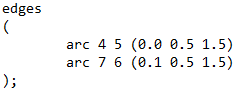 edges
(
        arc 4 5 (0.0 0.5 1.5)
        arc 7 6 (0.1 0.5 1.5)
);